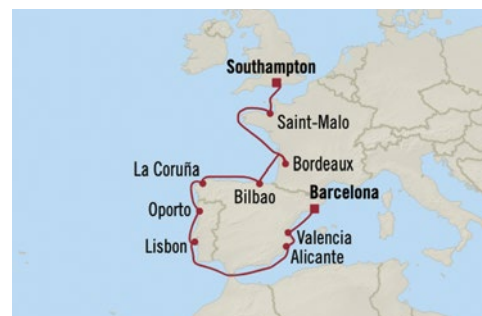 Southampton
Saint-Malo
Bordeaux
La Coruña
Bilbao
Barcelona
Oporto
Valencia
Lisbon
Alicante